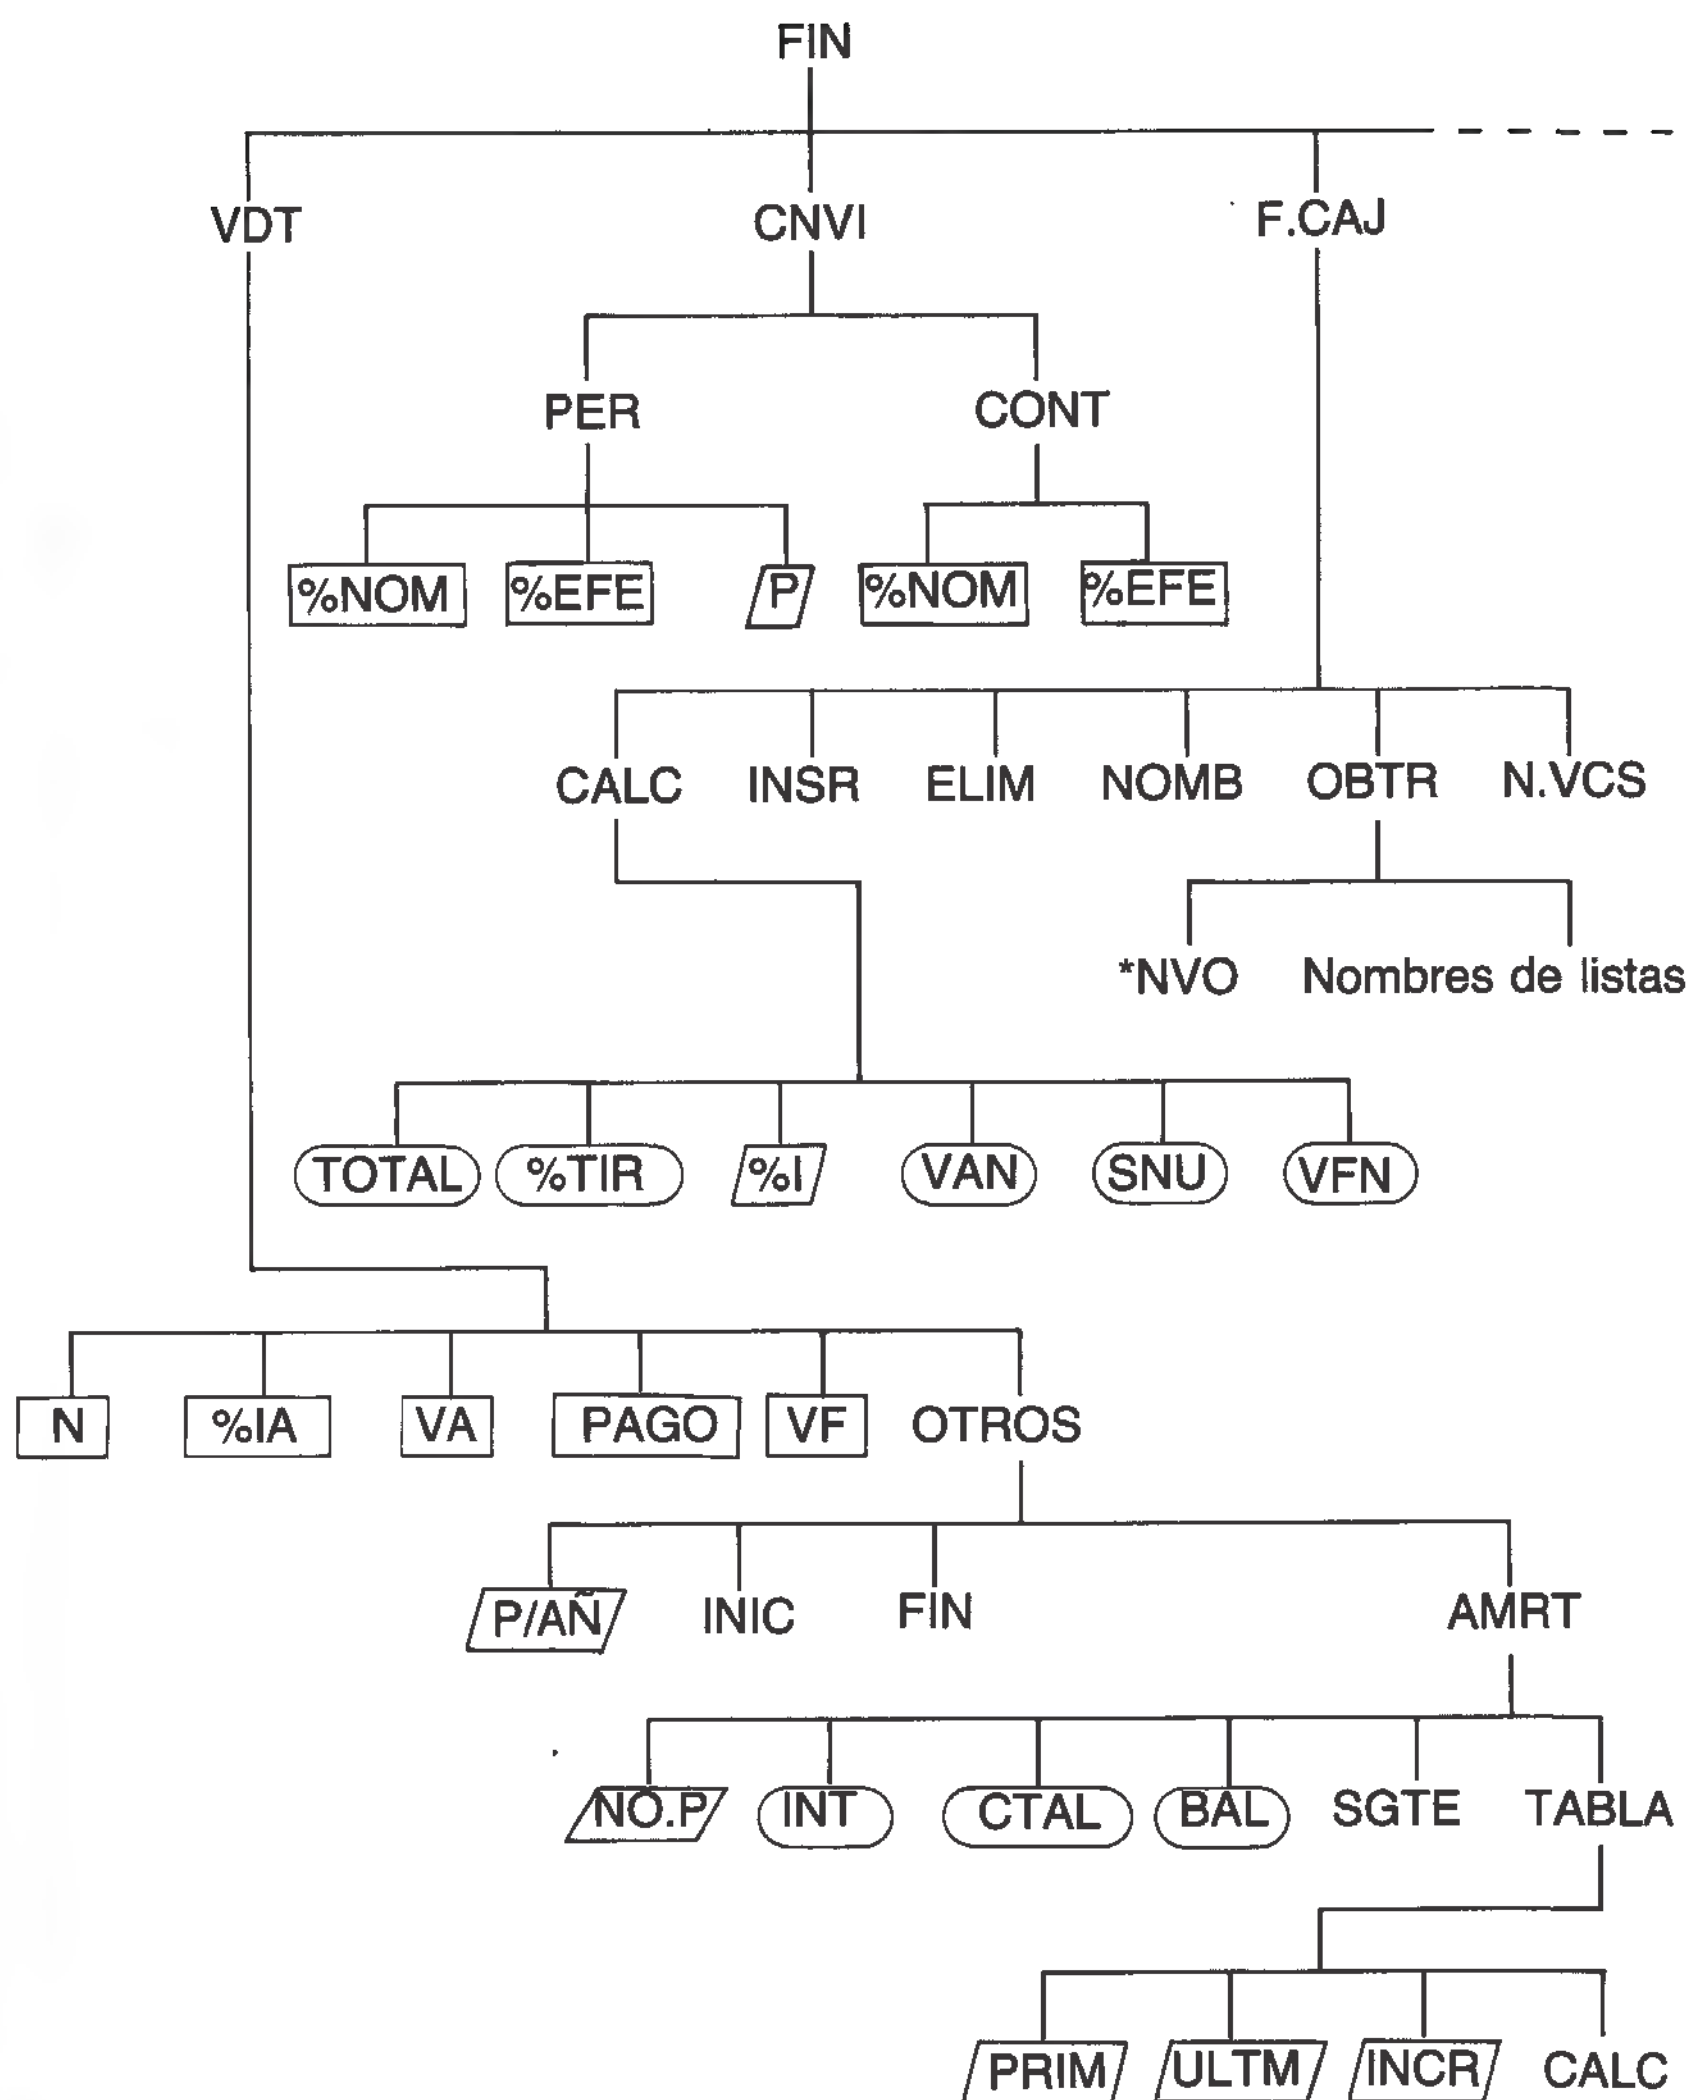 FIN
VDT CNVI F.CAJ
PER CONT
%NOM %EFE P %NOM %EFE
CALC INSR ELIM NOMB OBTR N.VCS
*NVO Nombres de listas
TOTAL %TIR %I VAN SNU VFN
N %IA VA PAGO VF OTROS
P/AÑ INIC FIN AMRT
NO.P INT CTAL BAL SGTE TABLA
PRIM ULTM INCR CALC